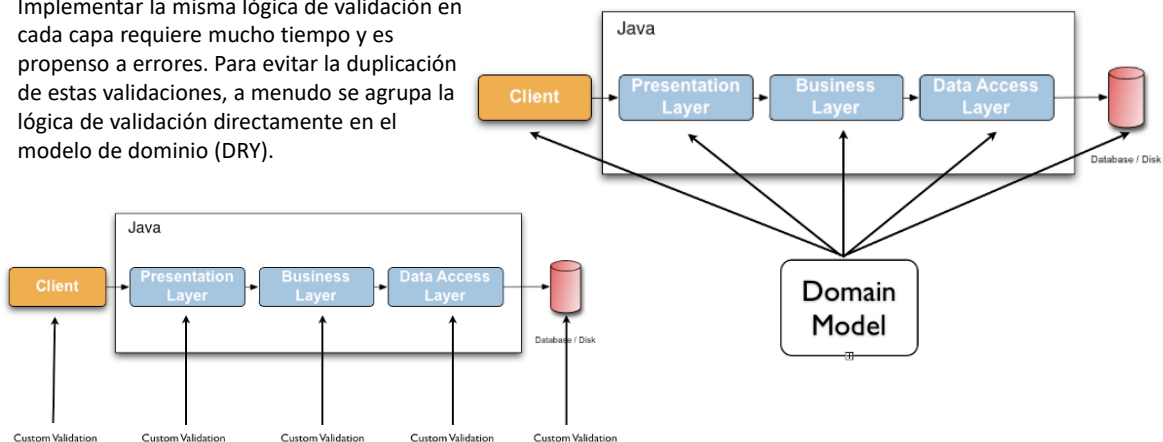 Implementar la misma lógica de validación en
cada capa requiere mucho tiempo y es
propenso a errores. Para evitar la duplicación
de estas validaciones, a menudo se agrupa la
lógica de validación directamente en el
modelo de dominio (DRY).
Java
Client
Presentation
Layer
Business
Layer
Data Access
Layer
Database / Disk
Domain
Model
Java
Client
Presentation
Layer
Business
Layer
Data Access
Layer
Database / Disk
Custom Validation
Custom Validation
Custom Validation
Custom Validation
Custom Validation